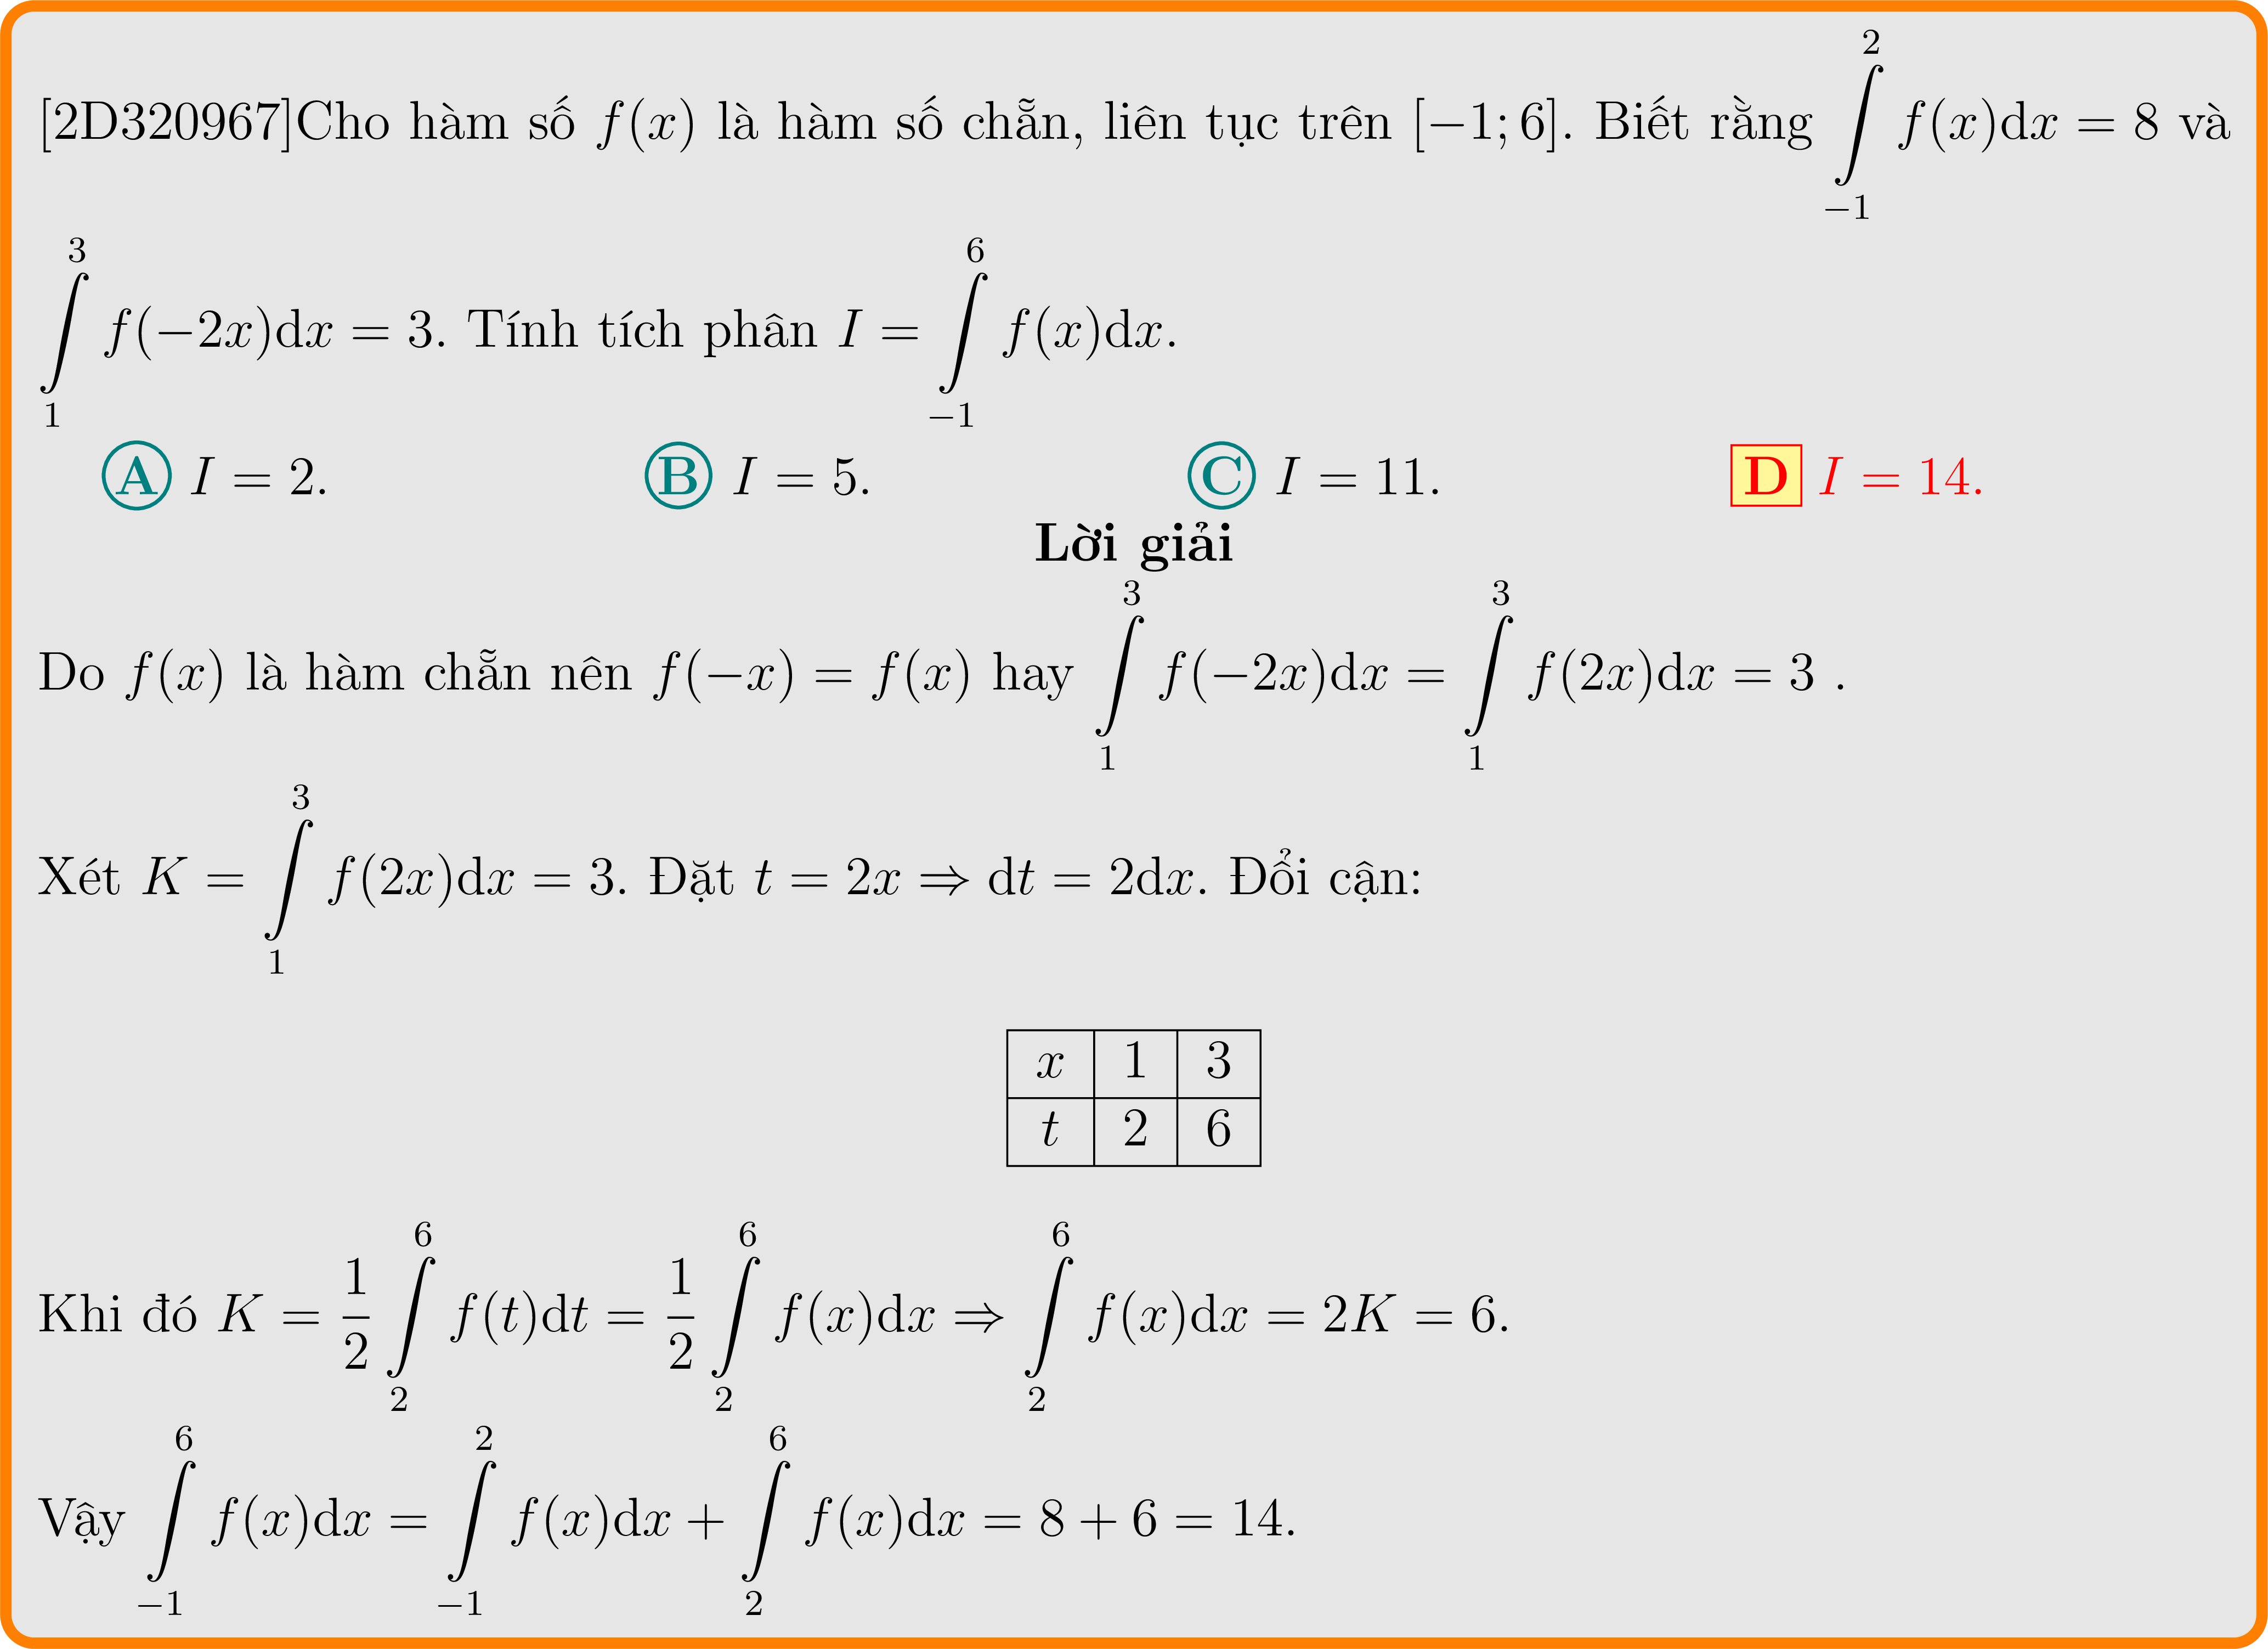 [2D320967]Cho hàm số $f(x)$ là hàm số chẵn, liên tục trên $[-1;6]$. Biết rằng $\int\limits_{-1}^{2} f(x)\mathrm{d}x = 8$ và
$\int\limits_{1}^{3} f(-2x)\mathrm{d}x = 3$. Tính tích phân $I = \int\limits_{-1}^{6} f(x)\mathrm{d}x$.
A $I = 2$. B $I = 5$. C $I = 11$. D $I = 14$.
Lời giải
Do $f(x)$ là hàm chẵn nên $f(-x) = f(x)$ hay $\int\limits_{1}^{3} f(-2x)\mathrm{d}x = \int\limits_{1}^{3} f(2x)\mathrm{d}x = 3$ .
Xét $K = \int\limits_{1}^{3} f(2x)\mathrm{d}x = 3$. Đặt $t = 2x \Rightarrow \mathrm{d}t = 2\mathrm{d}x$. Đổi cận:
$x$ 1 3
$t$ 2 6
Khi đó $K = \dfrac{1}{2}\int\limits_{2}^{6} f(t)\mathrm{d}t = \dfrac{1}{2}\int\limits_{2}^{6} f(x)\mathrm{d}x \Rightarrow \int\limits_{2}^{6} f(x)\mathrm{d}x = 2K = 6$.
Vậy $\int\limits_{-1}^{6} f(x)\mathrm{d}x = \int\limits_{-1}^{2} f(x)\mathrm{d}x + \int\limits_{2}^{6} f(x)\mathrm{d}x = 8 + 6 = 14$.